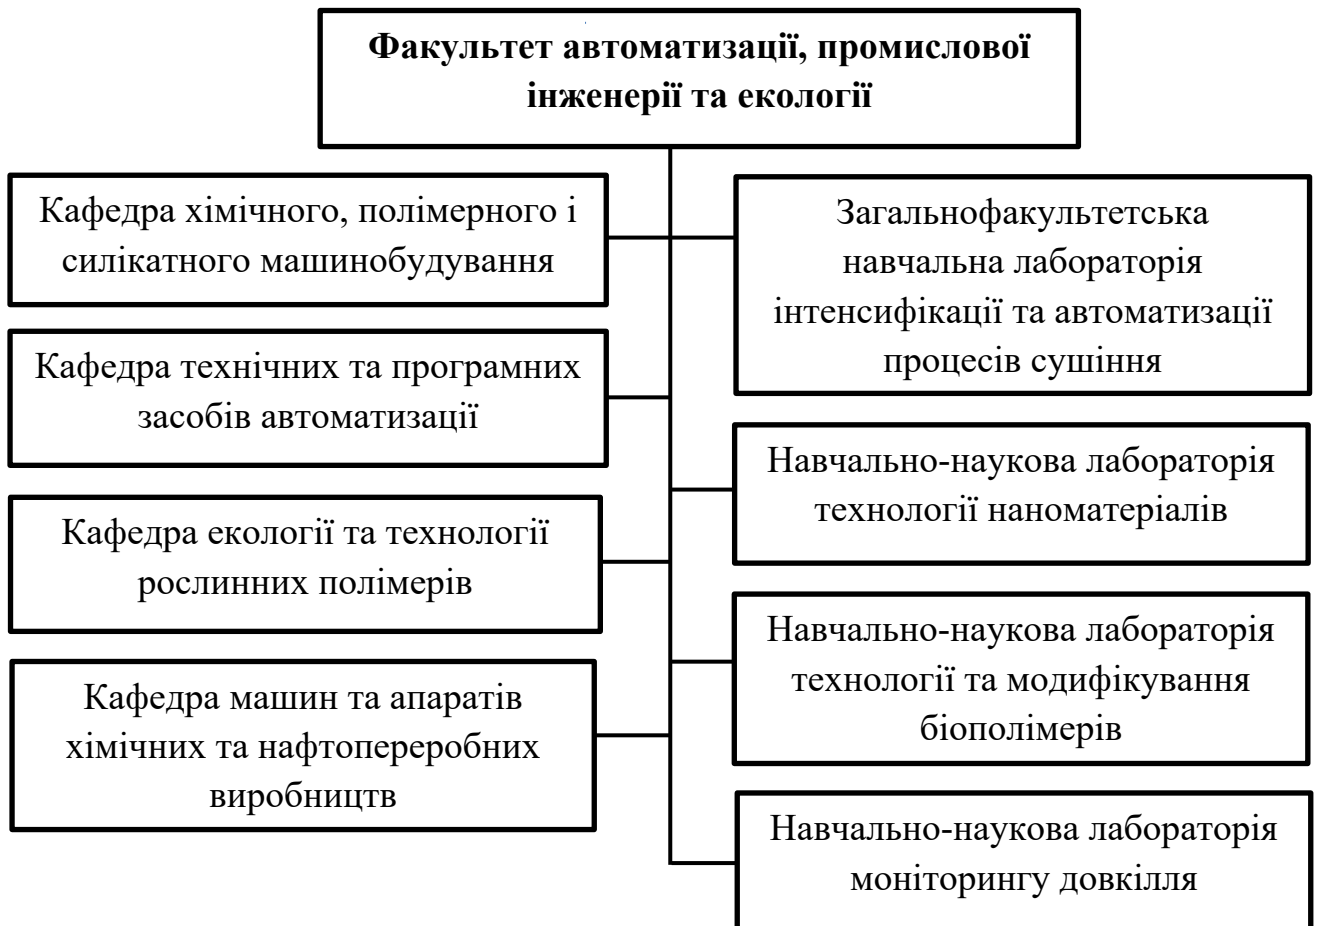 Факультет автоматизації, промислової
інженерії та екології
Кафедра хімічного, полімерного і
силікатного машинобудування
Кафедра технічних та програмних
засобів автоматизації
Кафедра екології та технології
рослинних полімерів
Кафедра машин та апаратів
хімічних та нафтопереробних
виробництв
Загальнофакультетська
навчальна лабораторія
інтенсифікації та автоматизації
процесів сушіння
Навчально-наукова лабораторія
технології наноматеріалів
Навчально-наукова лабораторія
технології та модифікування
біополімерів
Навчально-наукова лабораторія
моніторингу довкілля